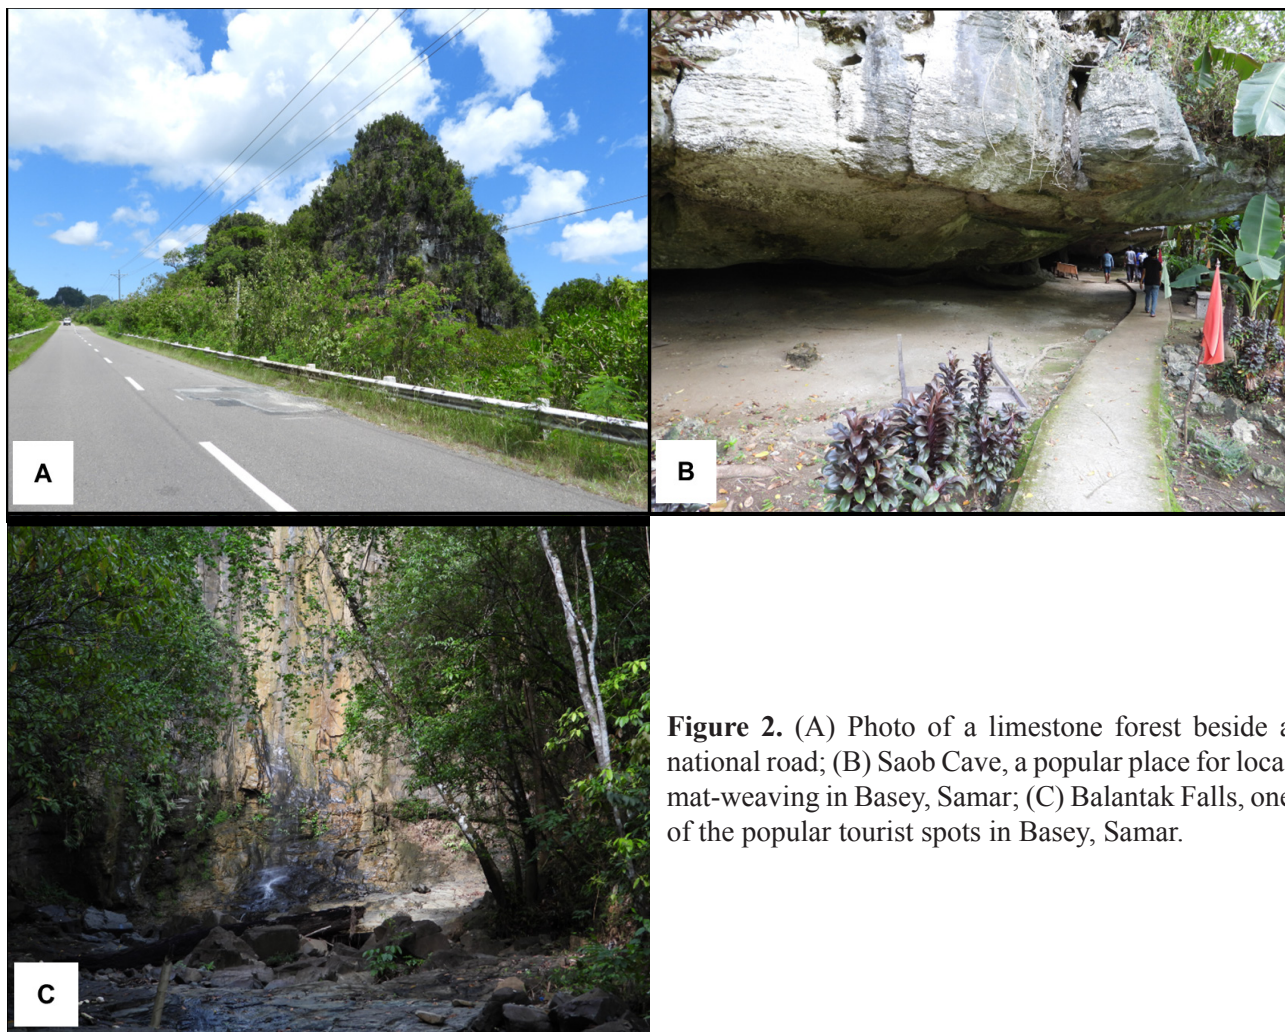 A
B
C
Figure 2. (A) Photo of a limestone forest beside a
national road; (B) Saob Cave, a popular place for loca
mat-weaving in Basey, Samar; (C) Balantak Falls, one
of the popular tourist spots in Basey, Samar.